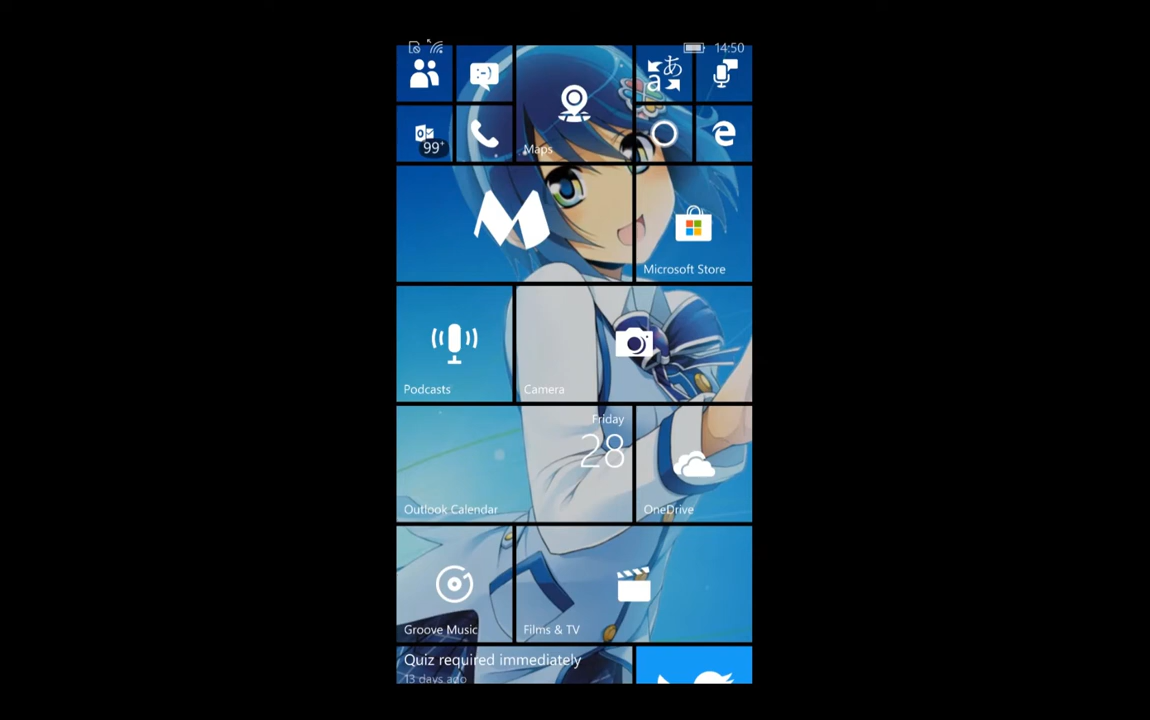 14:50
あ
a
99+
Maps
Microsoft Store
Podcasts
Camera
Friday
28
Outlook Calendar
OneDrive
Groove Music
Films & TV
Quiz required immediately
13 days ago